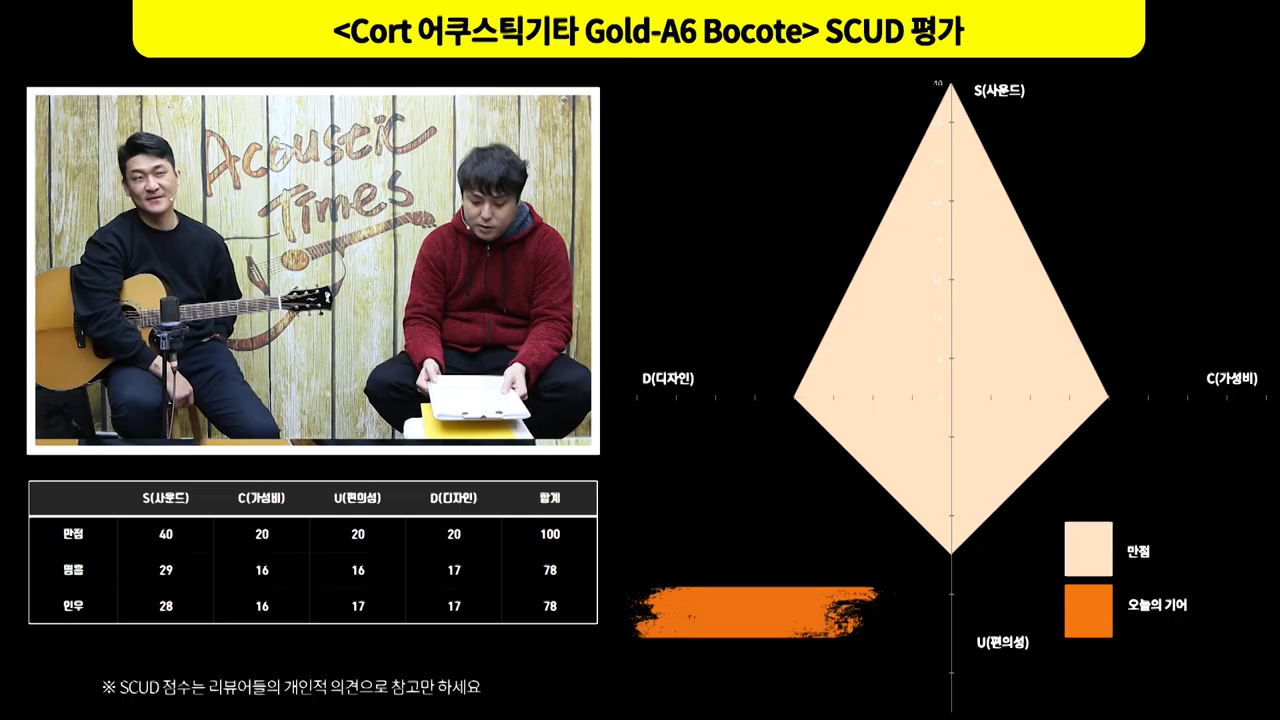 <Cort 어쿠스틱기타 Gold-A6 Bocote> SCUD 평가
Acoustic
Times
40
S(사운드)
D(디자인)
C(가성비)
U(편의성)
만점
오늘의 기어
S(사운드) C(가성비) U(편의성) D(디자인) 합계
만점 40 20 20 20 100
명흠 29 16 16 17 78
인우 28 16 17 17 78
※ SCUD 점수는 리뷰어들의 개인적 의견으로 참고만 하세요